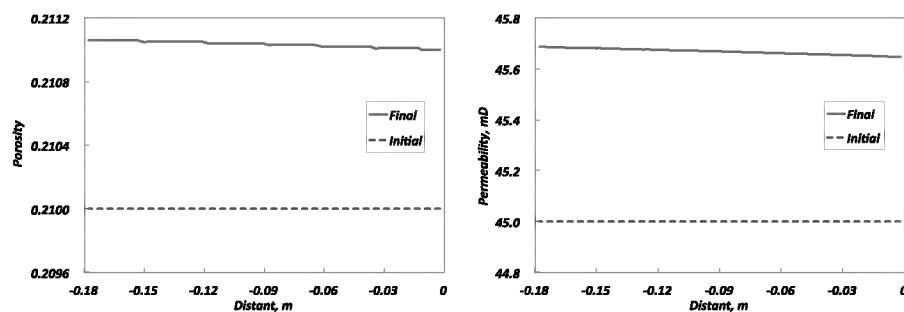 0.2112
0.2108
0.2104
0.2100
0.2096
Porosity
-0.18 -0.15 -0.12 -0.09 -0.06 -0.03 0
Distant, m
Final
Initial
45.8
45.6
45.4
45.2
45.0
44.8
Permeability, mD
-0.18 -0.15 -0.12 -0.09 -0.06 -0.03 0
Distant, m
Final
Initial